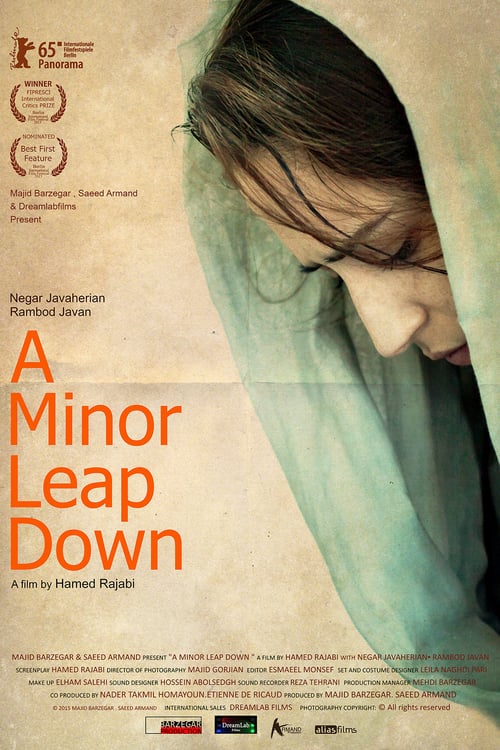 65 Internationale
Filmfestspiele
Berlin
Panorama
WINNER
FIPRESCI
International
Critics PRIZE
NOMINATED
Best First
Feature
Majid Barzegar , Saeed Armand
& Dreamlabfilms
Present
Negar Javaherian
Rambod Javan
A
Minor
Leap
Down
A film by Hamed Rajabi
MAJID BARZEGAR & SAEED ARMAND PRESENT "A MINOR LEAP DOWN " A FILM BY HAMED RAJABI WITH NEGAR JAVAHERIAN• RAMBOD JAVAN
SCREENPLAY HAMED RAJABI DIRECTOR OF PHOTOGRAPHY MAJID GORJIAN EDITOR ESMAEEL MONSEF SET AND COSTUME DESIGNER LEILA NAGHDI PARI
MAKE UP ELHAM SALEHI SOUND DESIGNER HOSSEIN ABOLSEDGH SOUND RECORDER REZA TEHRANI PRODUCTION MANAGER MEHDI BARZEGAR
CO PRODUCED BY NADER TAKMIL HOMAYOUN.ETIENNE DE RICAUD PRODUCED BY MAJID BARZEGAR. SAEED ARMAND
© 2015 MAJID BARZEGAR . SAEED ARMAND INTERNATIONAL SALES DREAMLAB FILMS PHOTOGRAPHY COPYRIGHT: © All rights reserved
BARZEGAR
PRODUCTION
DreamLab
Films
aliasfilms